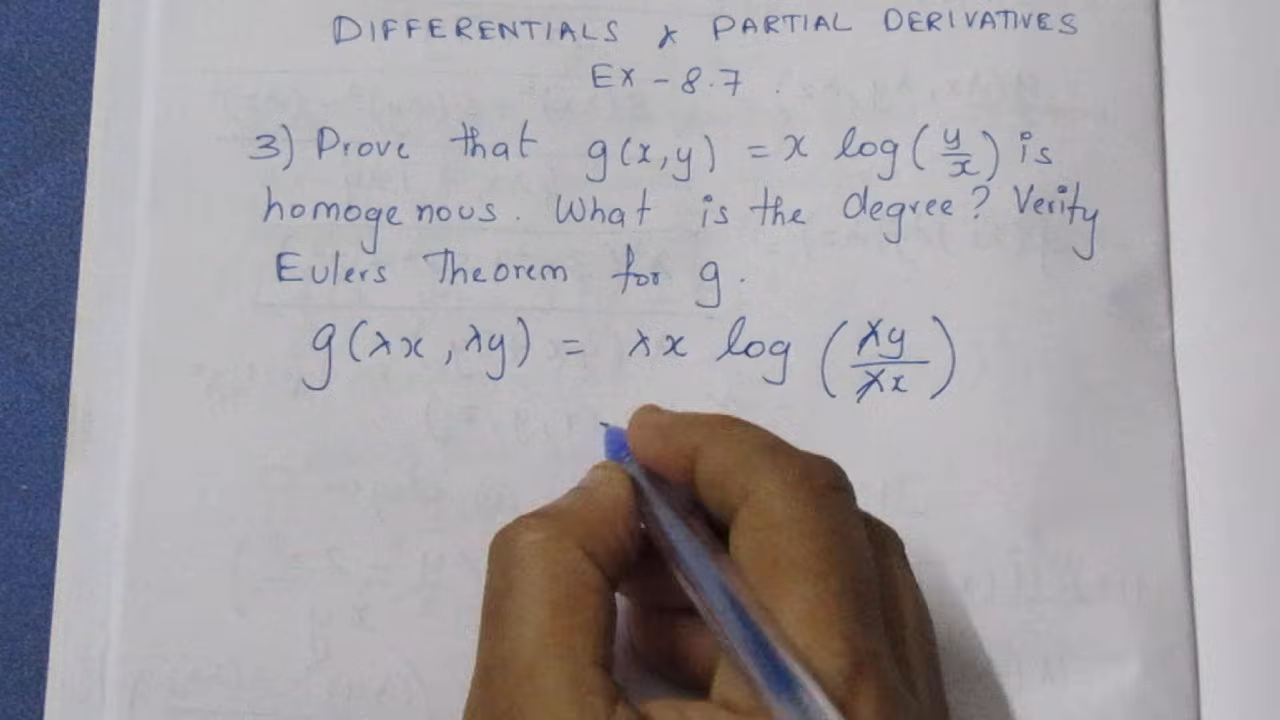 DIFFERENTIALS & PARTIAL DERIVATIVES
Ex - 8.7
3) Prove that g(x,y) = x log(y/x) is
homogenous. What is the degree? Verify
Eulers Theorem for g.
g(λx, λy) = λx log (λy/λx)